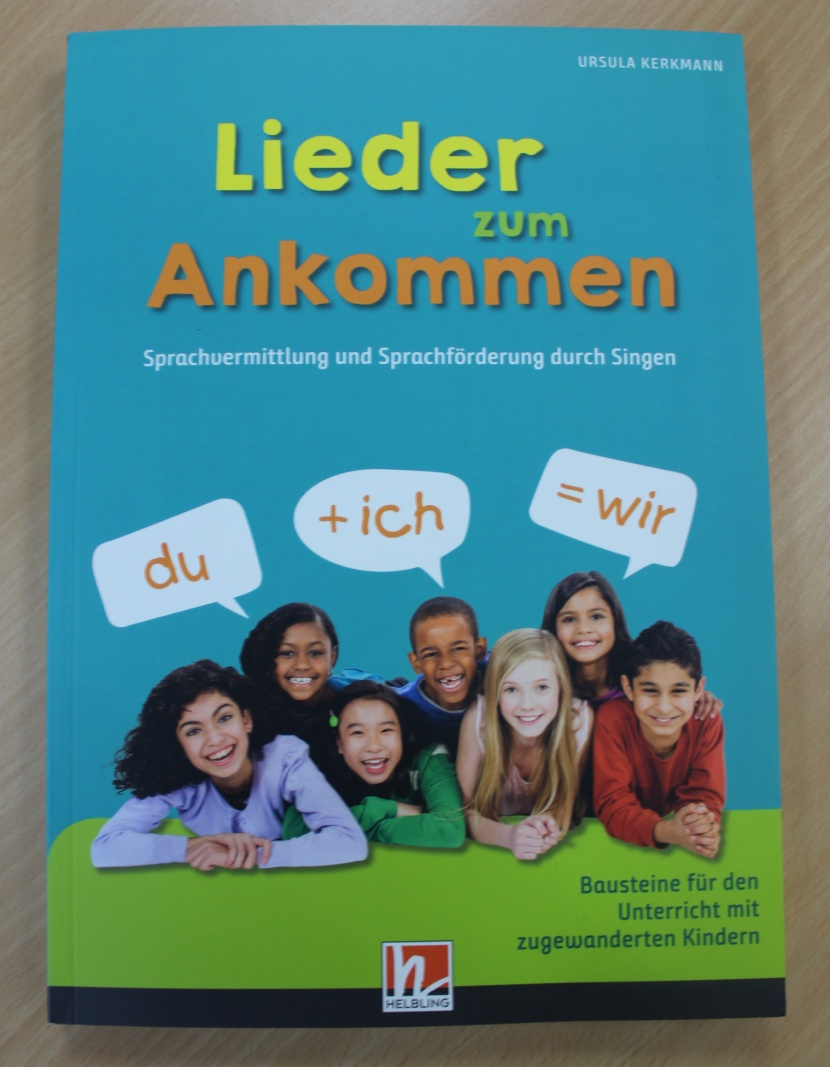 URSULA KERKMANN
Lieder
zum
Ankommen
Sprachvermittlung und Sprachförderung durch Singen
du
+ ich
= wir
Bausteine für den
Unterricht mit
zugewanderten Kindern
h
HELBLING